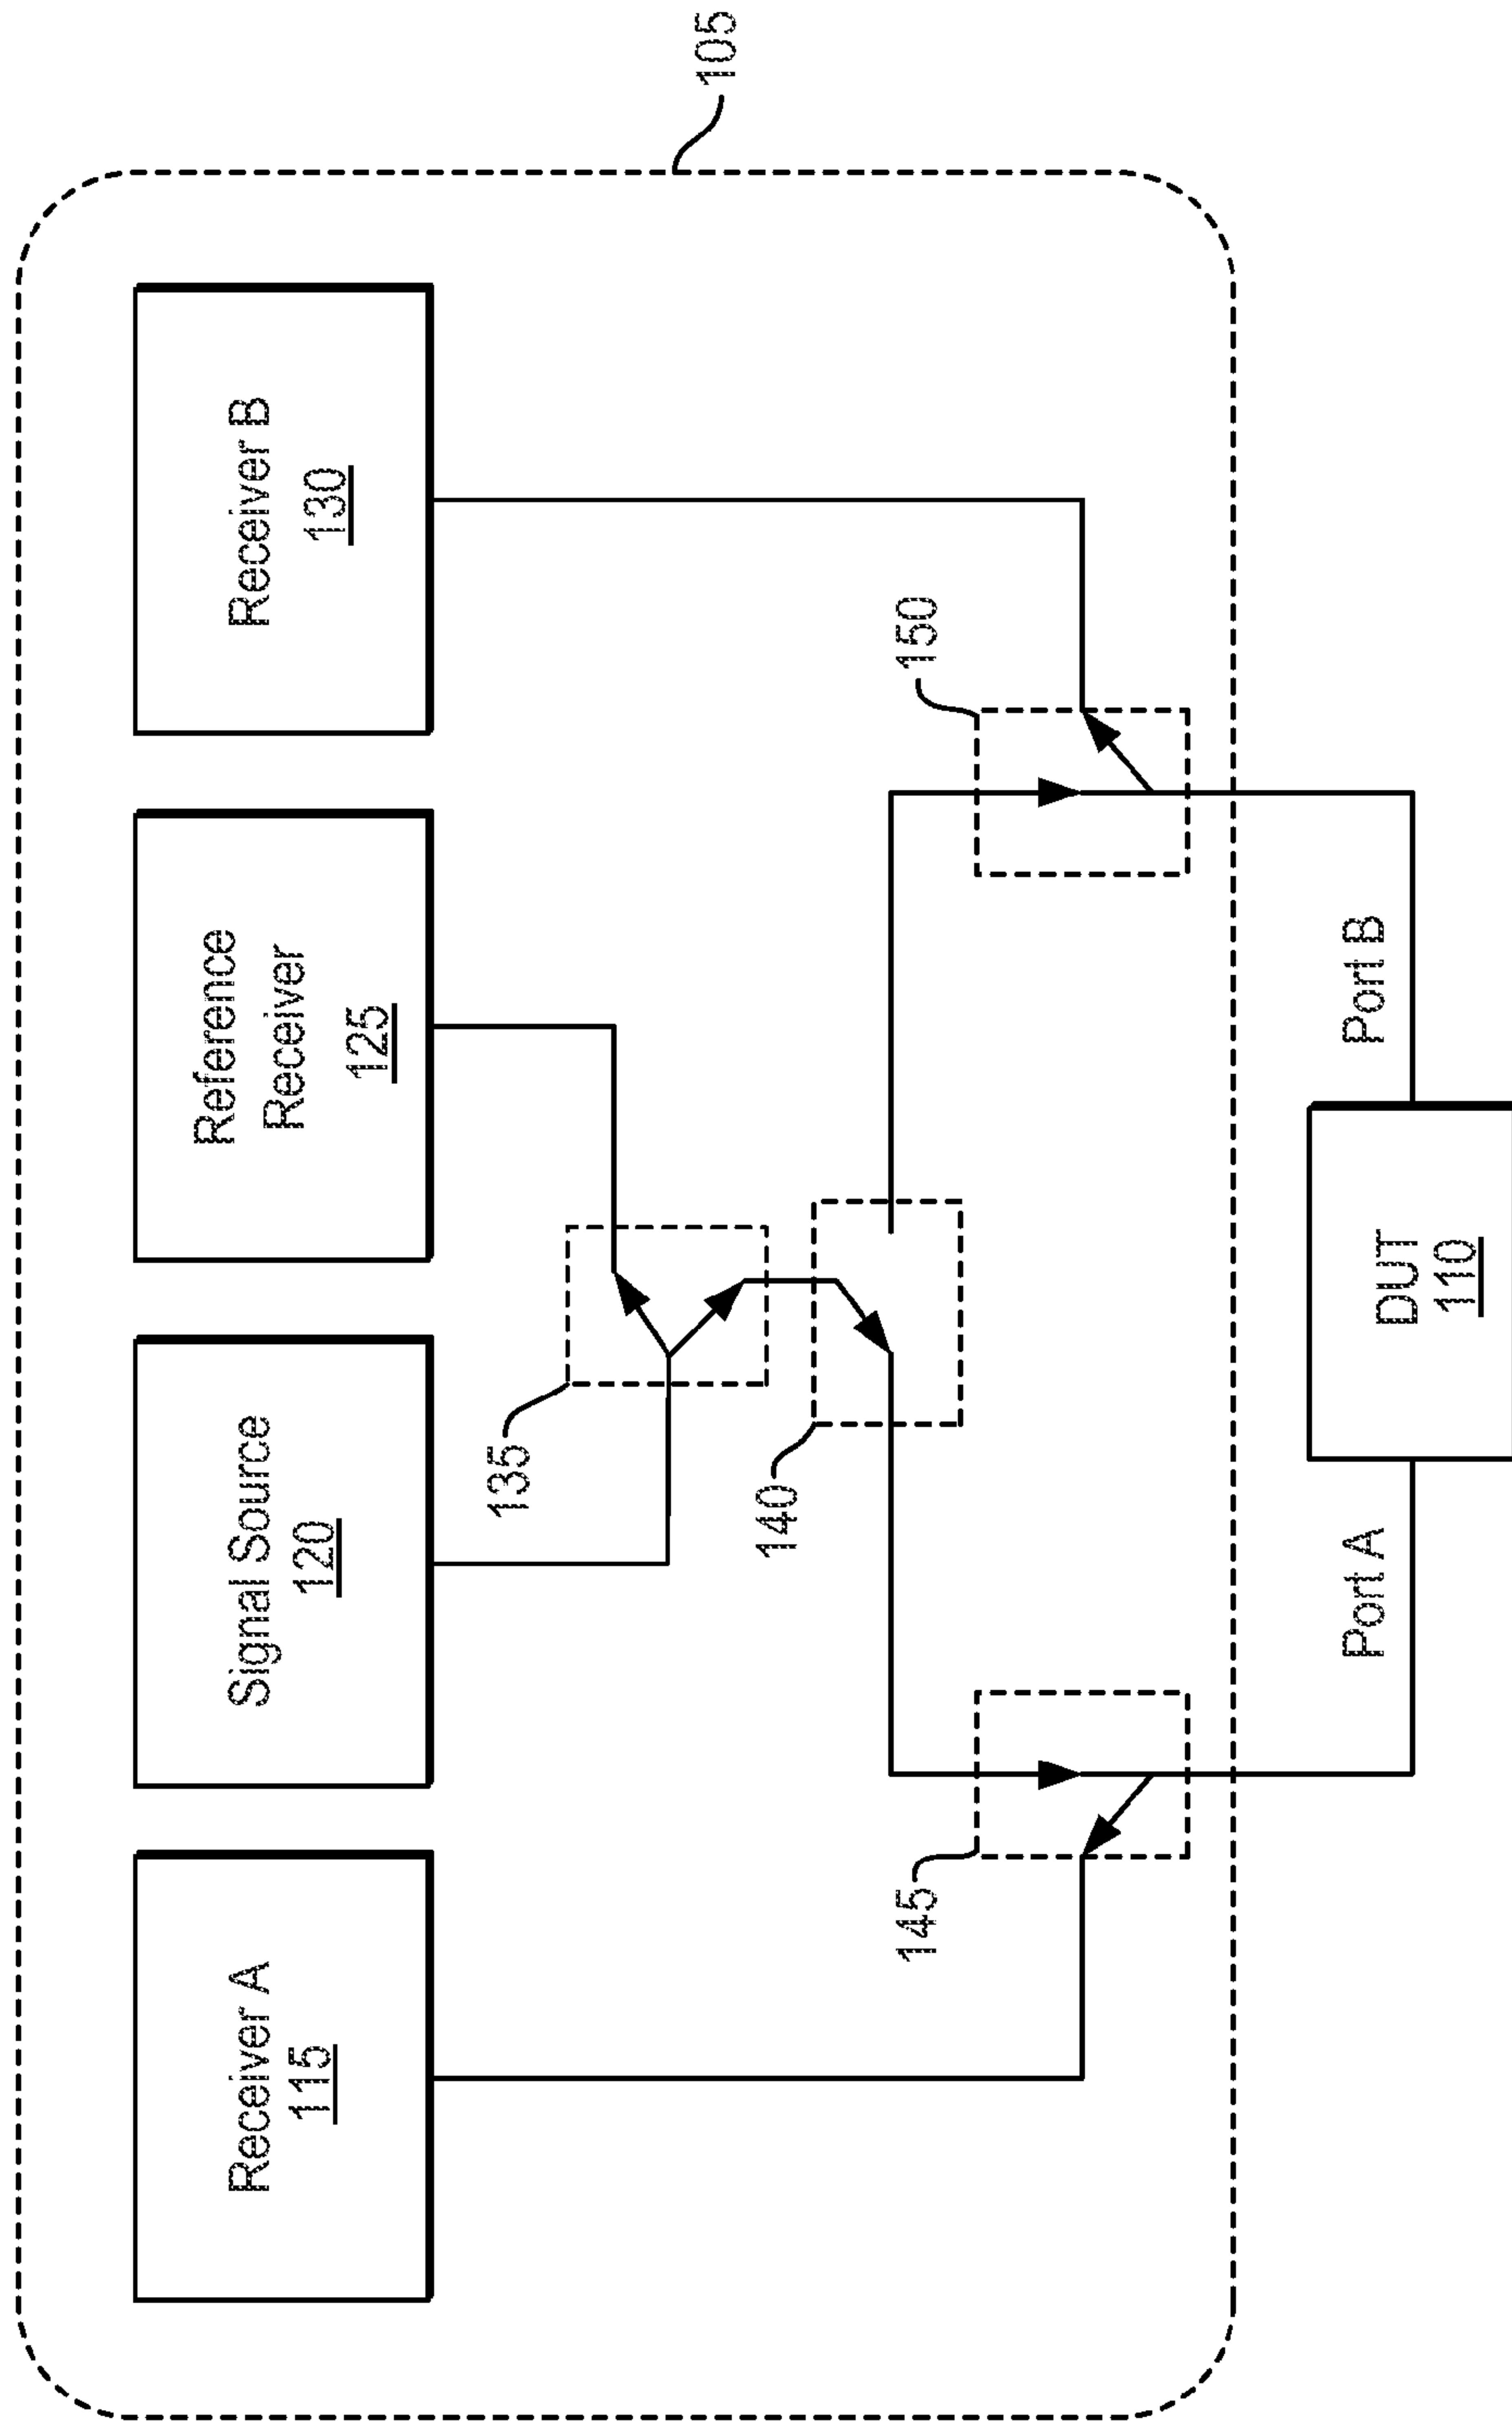 105
Receiver A
115
Signal Source
120
Reference
Receiver
125
Receiver B
130
135
140
145
150
Port A
Port B
DUT
110